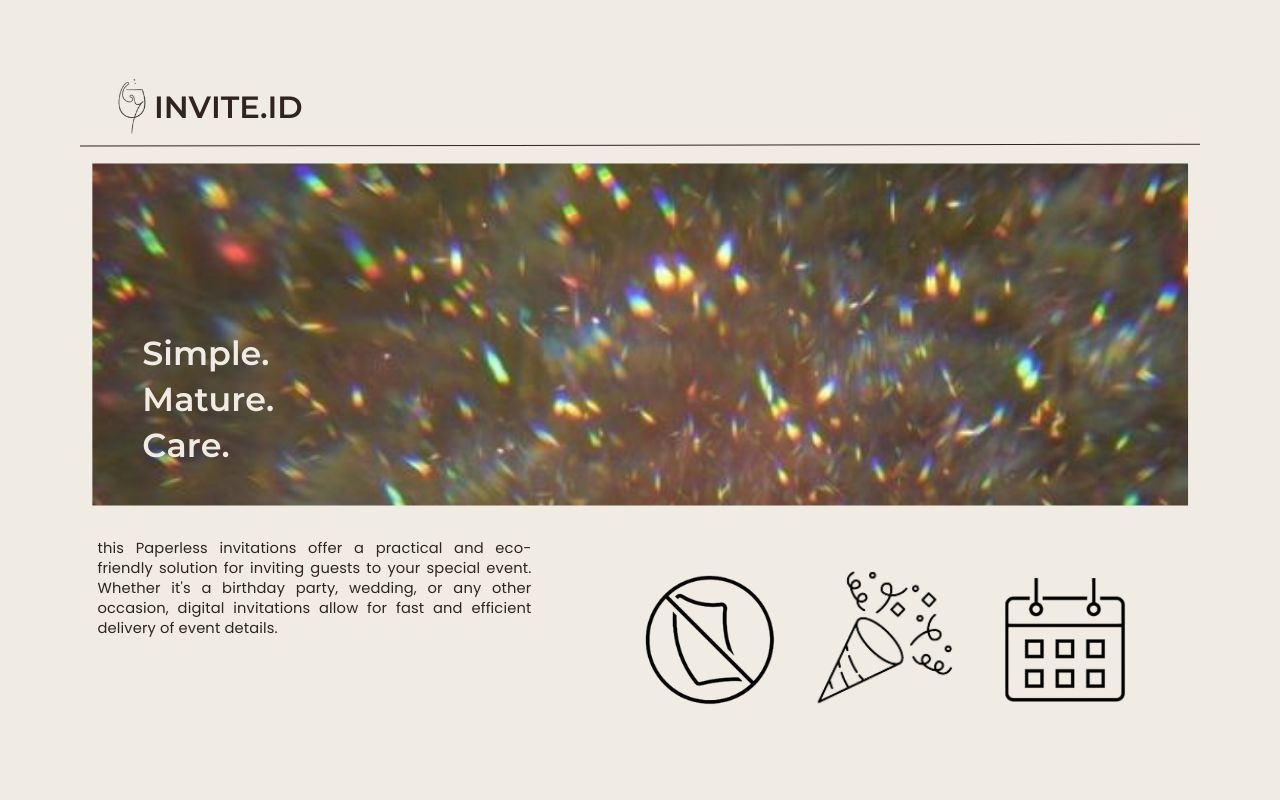 INVITE.ID
Simple.
Mature.
Care.
this Paperless invitations offer a practical and eco-
friendly solution for inviting guests to your special event.
Whether it's a birthday party, wedding, or any other
occasion, digital invitations allow for fast and efficient
delivery of event details.